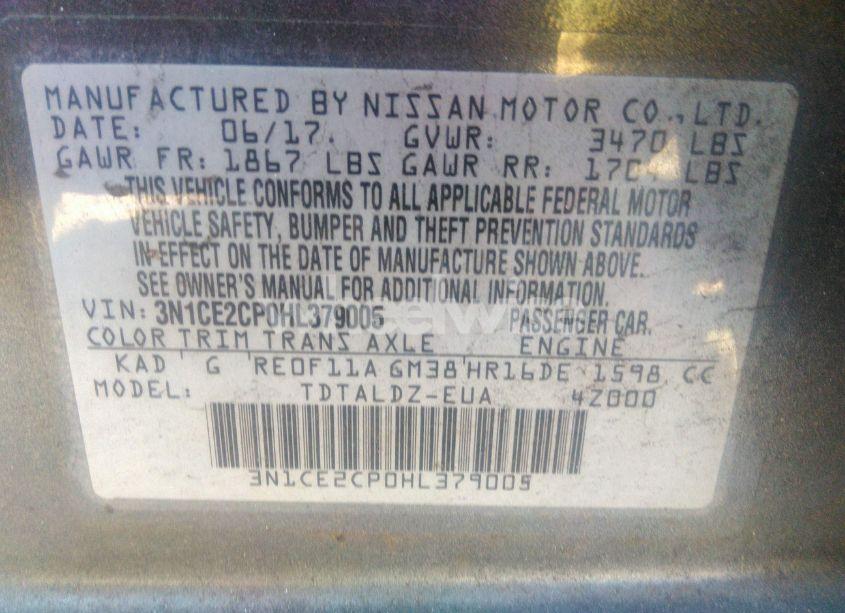 MANUFACTURED BY NISSAN MOTOR CO., LTD.
DATE: 06/17. GVWR: 3470 LBS
GAWR FR: 1867 LBS GAWR RR: LBS
THIS VEHICLE CONFORMS TO ALL APPLICABLE FEDERAL MOTOR
VEHICLE SAFETY, BUMPER AND THEFT PREVENTION STANDARDS
IN EFFECT ON THE DATE OF MANUFACTURE SHOWN ABOVE.
SEE OWNER'S MANUAL FOR ADDITIONAL INFORMATION.
VIN: 3N1CE2CP0HL379005 PASSENGER CAR.
COLOR TRIM TRANS AXLE ENGINE
KAD G RE0F11A GM38 HR16DE 1598 CC
MODEL: TDTALDZ-EUA 4Z000
3N1CE2CP0HL379005